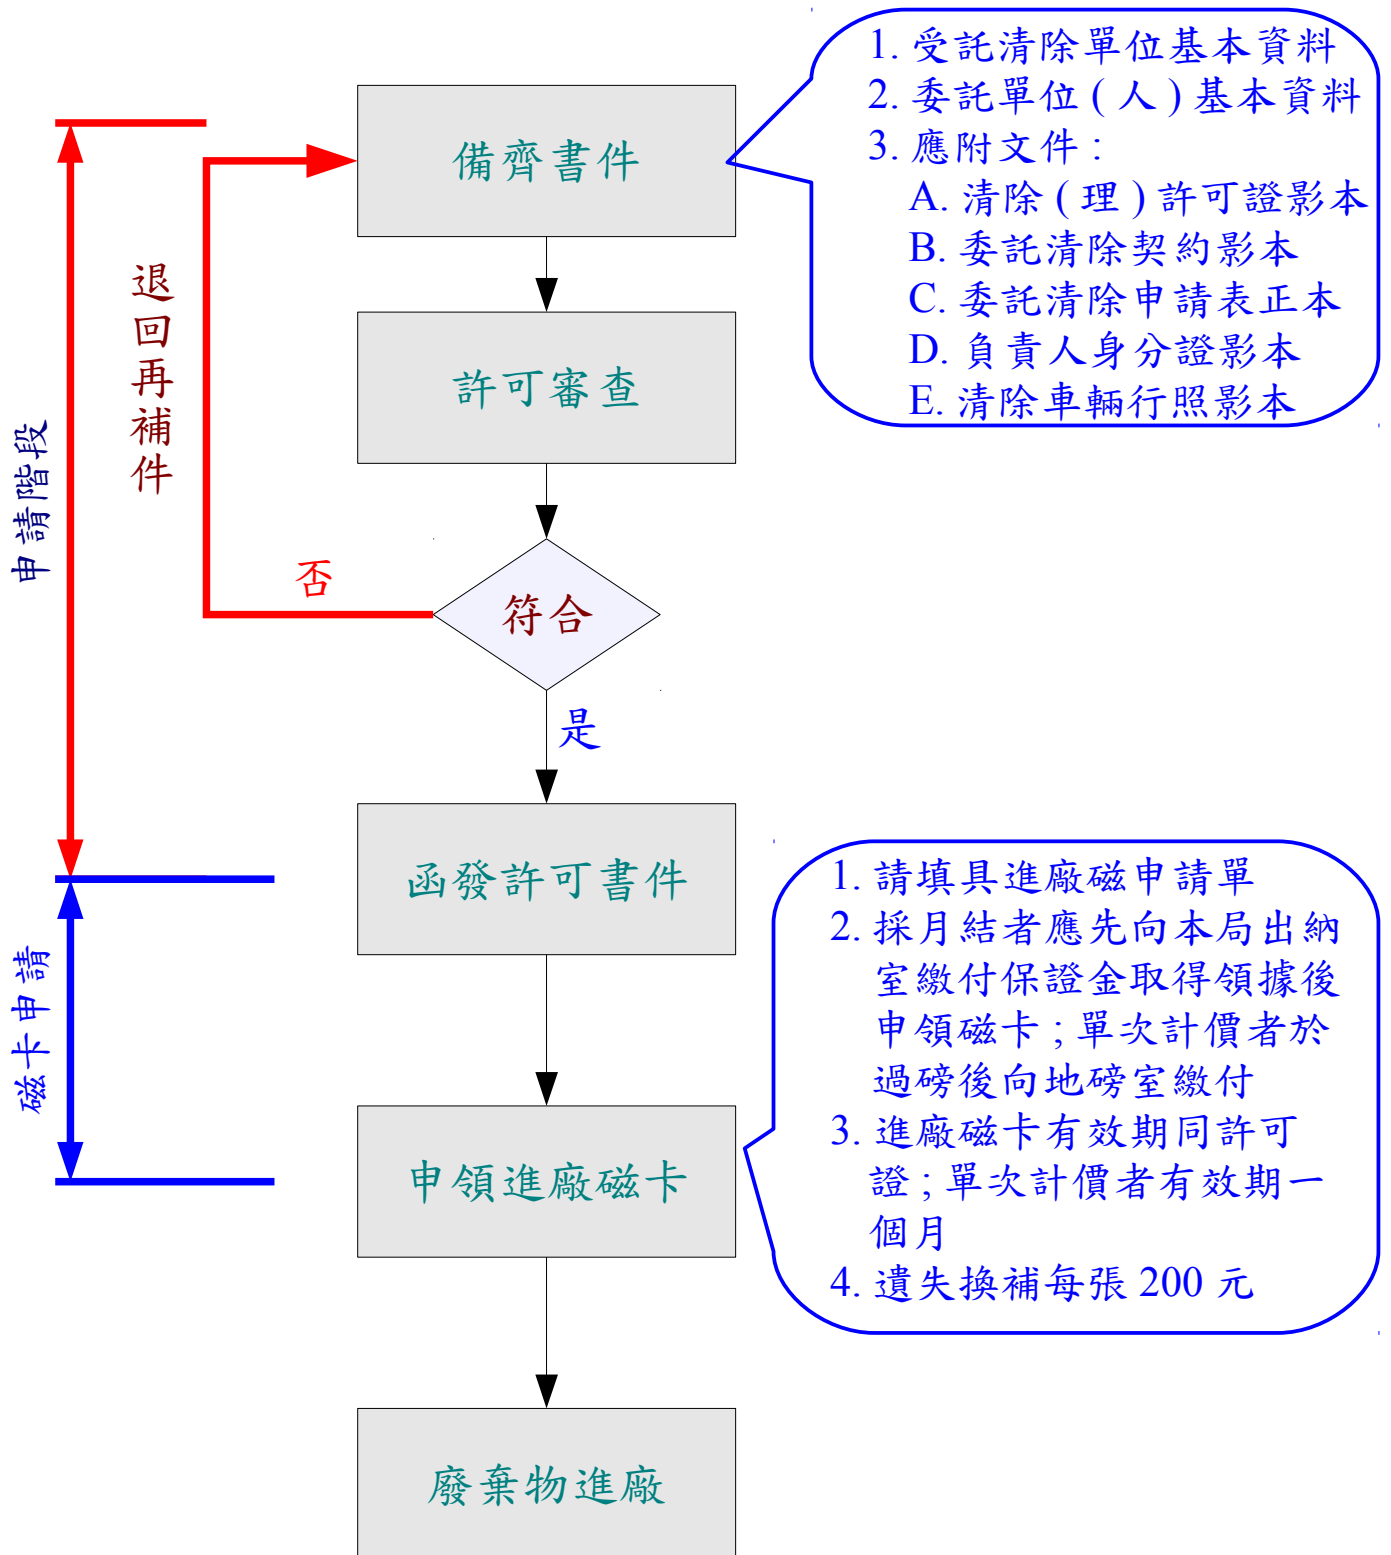 1. 受託清除單位基本資料
2. 委託單位 ( 人 ) 基本資料
3. 應附文件 :
A. 清除 ( 理 ) 許可證影本
B. 委託清除契約影本
C. 委託清除申請表正本
D. 負責人身分證影本
E. 清除車輛行照影本
備齊書件
退回再補件
許可審查
申請階段
否
符合
是
函發許可書件
1. 請填具進廠磁申請單
2. 採月結者應先向本局出納
室繳付保證金取得領據後
申領磁卡 ; 單次計價者於
過磅後向地磅室繳付
3. 進廠磁卡有效期同許可
證 ; 單次計價者有效期一
個月
4. 遺失換補每張 200 元
磁卡申請
申領進廠磁卡
廢棄物進廠